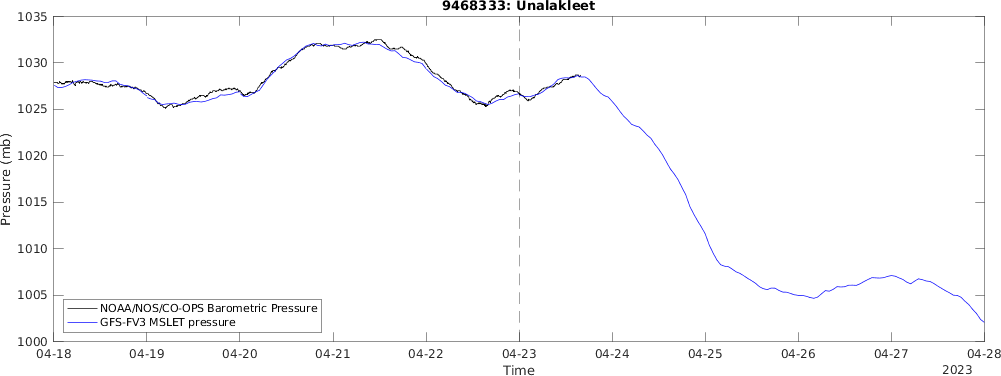 9468333: Unalakleet
1035
1030
1025
1020
1015
1010
1005
1000
Pressure (mb)
NOAA/NOS/CO-OPS Barometric Pressure
GFS-FV3 MSLET pressure
04-18 04-19 04-20 04-21 04-22 04-23 04-24 04-25 04-26 04-27 04-28
Time
2023